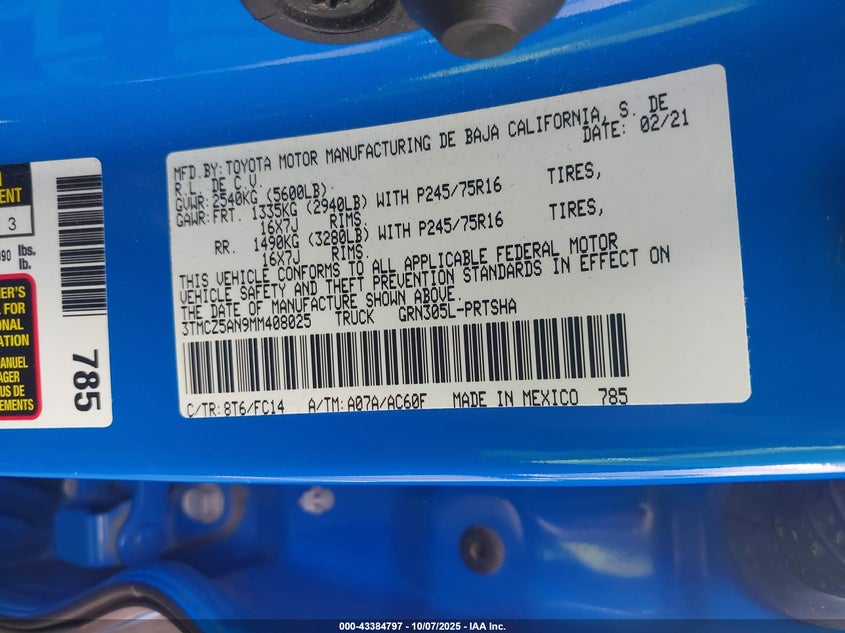 MFD.BY:TOYOTA MOTOR MANUFACTURING DE BAJA CALIFORNIA, S. DE
R.L. DE C.V. DATE: 02/21
GVWR:2540KG (5600LB)
GAWR:FRT. 1335KG (2940LB) WITH P245/75R16 TIRES,
16X7J RIMS
RR. 1490KG (3280LB) WITH P245/75R16 TIRES,
16X7J RIMS.
THIS VEHICLE CONFORMS TO ALL APPLICABLE FEDERAL MOTOR
VEHICLE SAFETY AND THEFT PREVENTION STANDARDS IN EFFECT ON
THE DATE OF MANUFACTURE SHOWN ABOVE.
3TMCZ5AN9MM408025 TRUCK GRN305L-PRTSHA
C/TR:8T6/FC14 A/TM:A07A/AC60F MADE IN MEXICO 785
3
lbs.
lb.
785
000-43384797 - 10/07/2025 - IAA Inc.